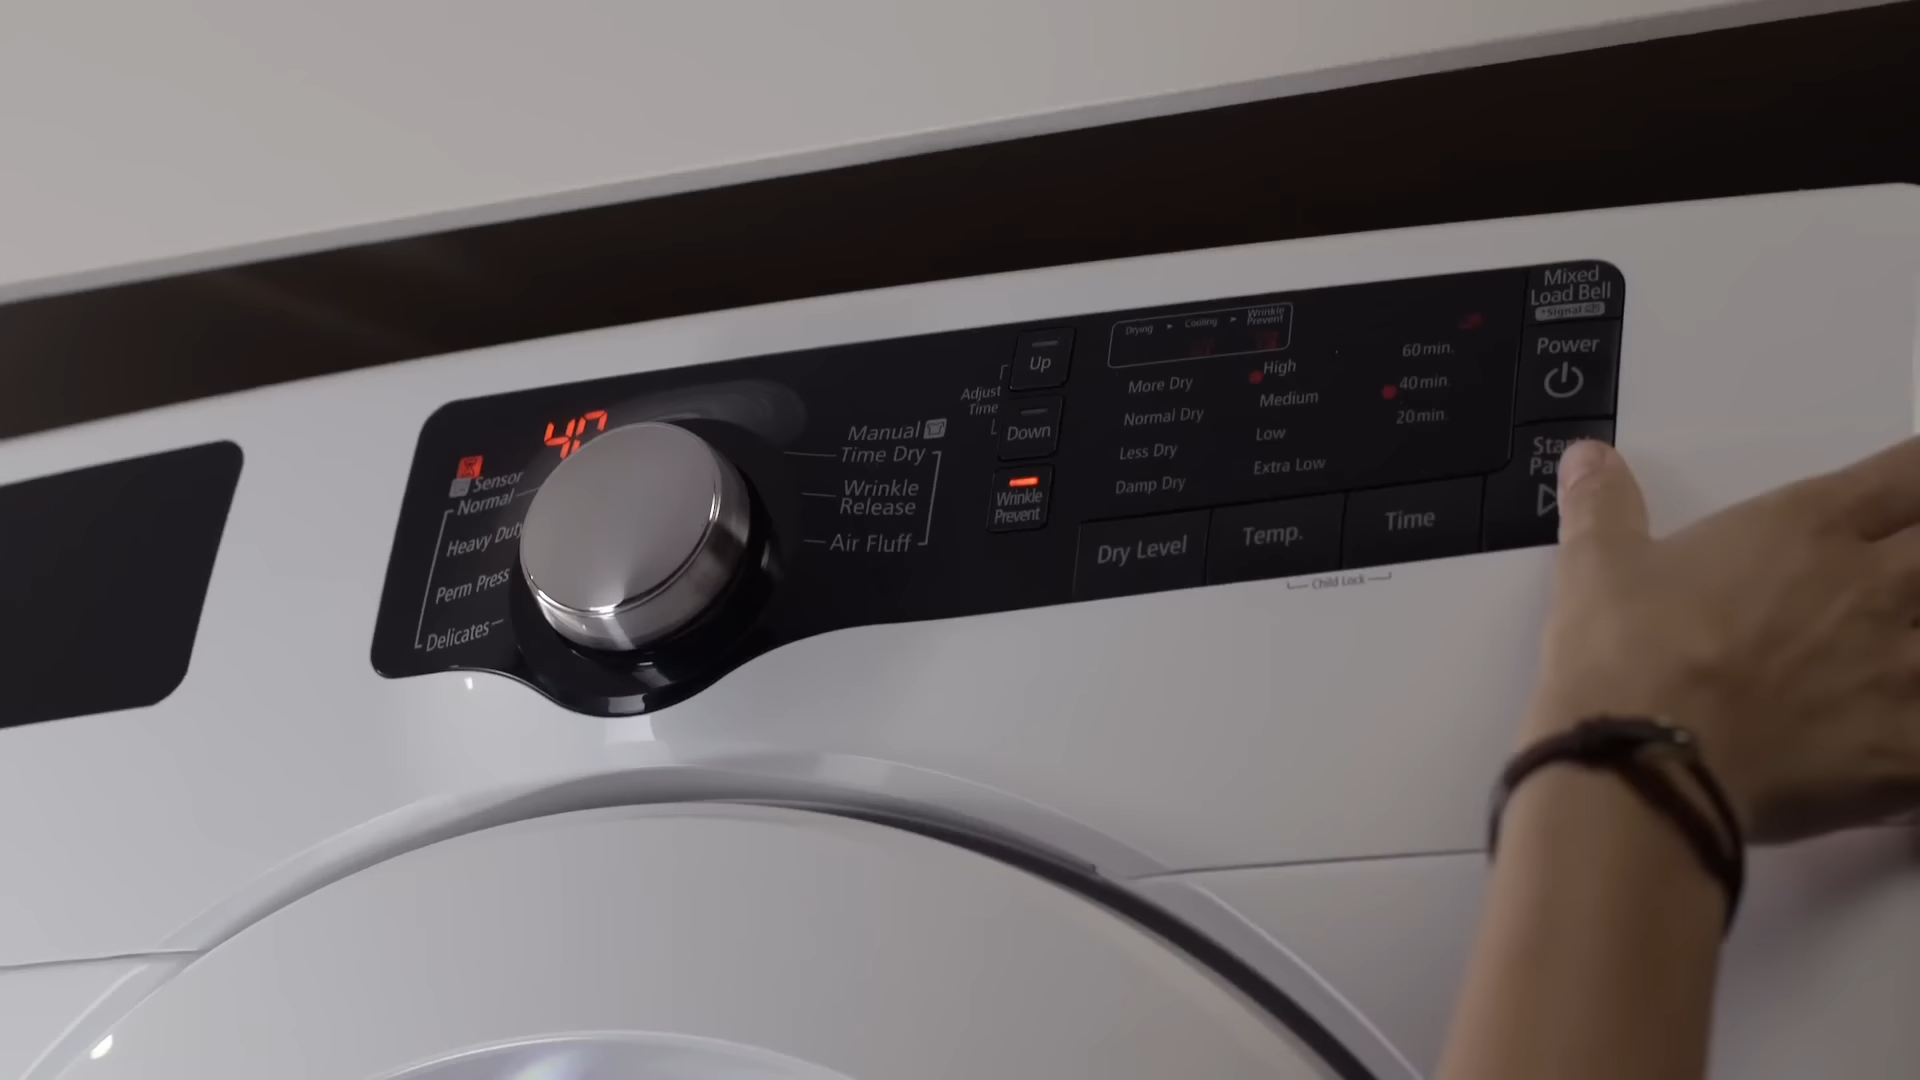 40
Sensor
Normal
Heavy Duty
Perm Press
Delicates
Manual
Time Dry
Wrinkle
Release
Air Fluff
Adjust
Time
Up
Down
Wrinkle
Prevent
Drying
Cooling
Wrinkle
Prevent
More Dry
Normal Dry
Less Dry
Damp Dry
High
Medium
Low
Extra Low
60 min.
40 min.
20 min.
Dry Level
Temp.
Time
Child Lock
Mixed
Load Bell
Signal
Power